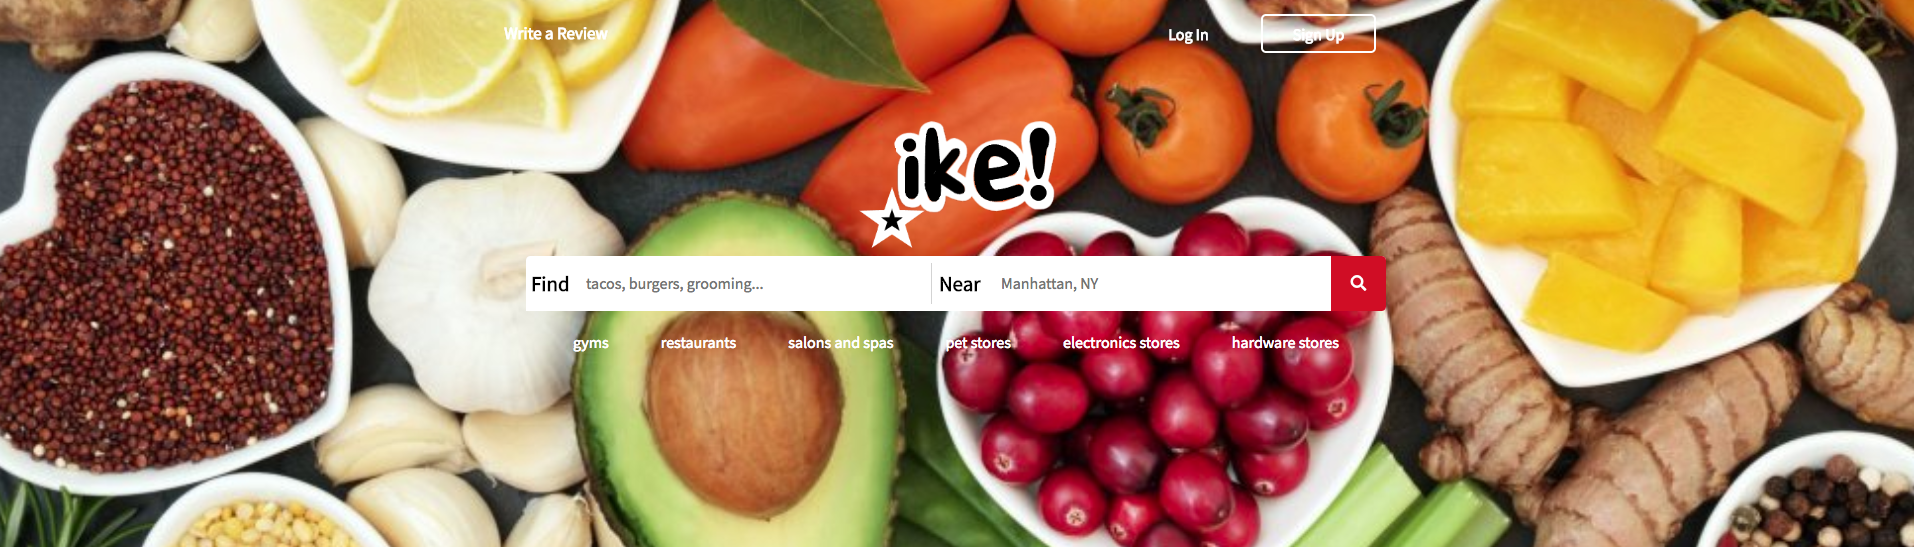 Write a Review
Log In
Sign Up
ike!
Find tacos, burgers, grooming...
Near Manhattan, NY
gyms restaurants salons and spas pet stores electronics stores hardware stores